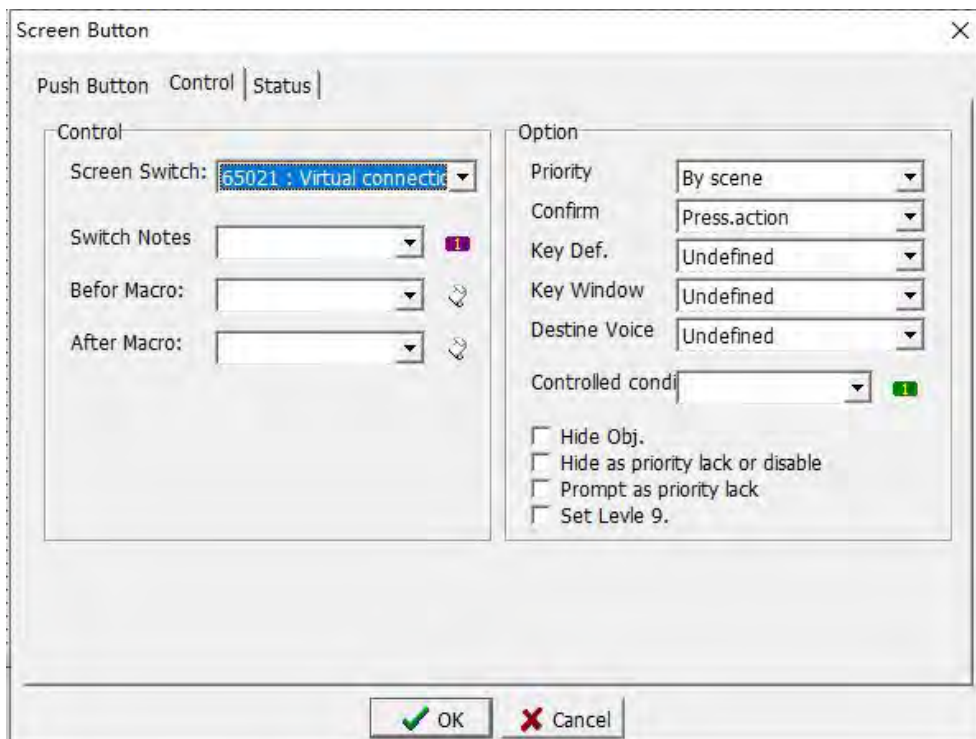 Screen Button
Push Button Control Status
Control
Screen Switch: 65021 : Virtual connectic
Switch Notes 1
Befor Macro:
After Macro:
Option
Priority By scene
Confirm Press.action
Key Def. Undefined
Key Window Undefined
Destine Voice Undefined
Controlled condi 1
Hide Obj.
Hide as priority lack or disable
Prompt as priority lack
Set Levle 9.
OK Cancel